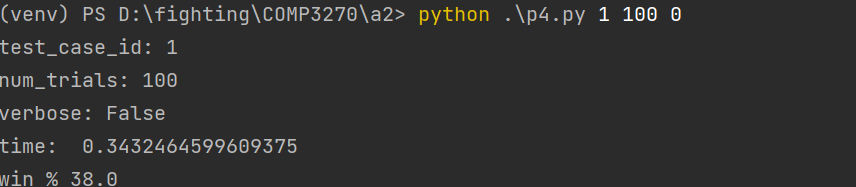 (venv) PS D:\fighting\COMP3270\a2> python .\p4.py 1 100 0
test_case_id: 1
num_trials: 100
verbose: False
time:  0.3432464599609375
win % 38.0